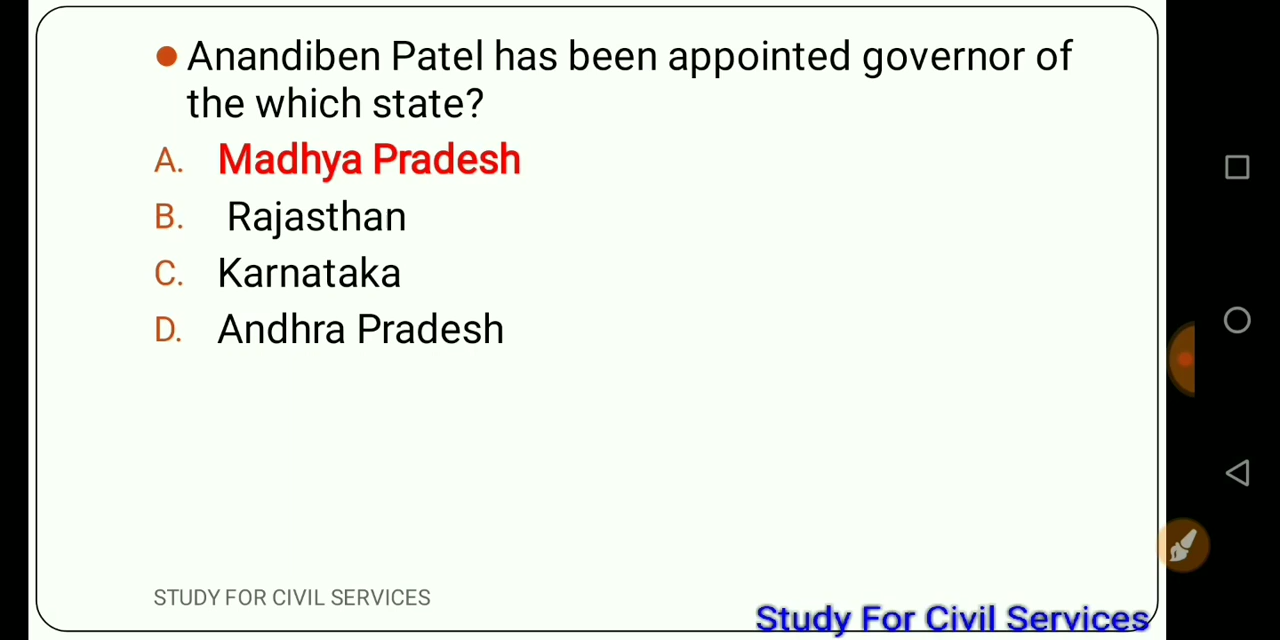 Anandiben Patel has been appointed governor of
the which state?
A. Madhya Pradesh
B. Rajasthan
C. Karnataka
D. Andhra Pradesh
STUDY FOR CIVIL SERVICES
Study For Civil Services